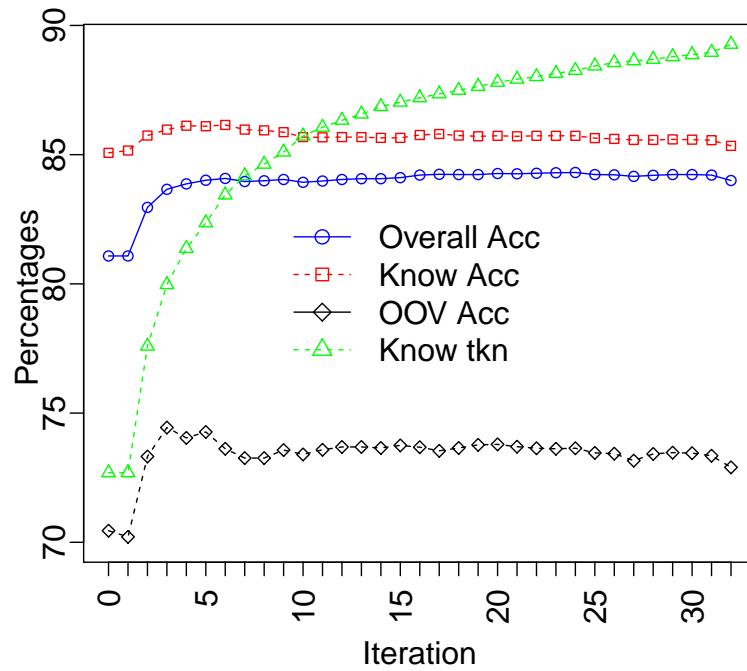 90
85
80
75
70
Percentages
Overall Acc
Know Acc
OOV Acc
Know tkn
0
5
10
15
20
25
30
Iteration